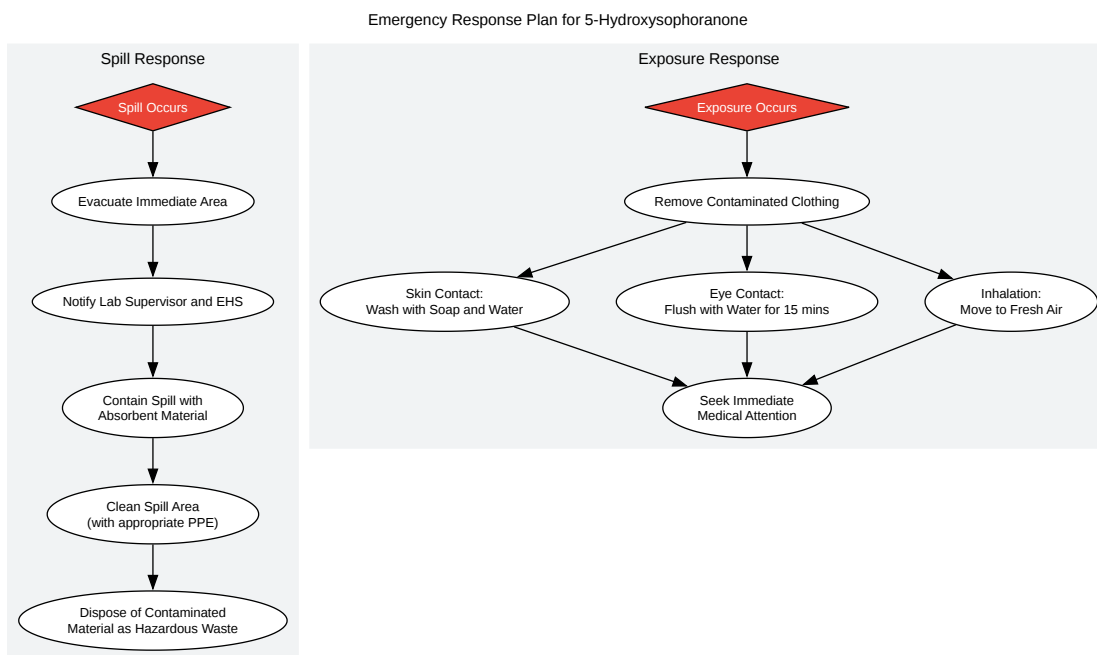 Emergency Response Plan for 5-Hydroxysophoranone
Spill Response
Spill Occurs
Evacuate Immediate Area
Notify Lab Supervisor and EHS
Contain Spill with
Absorbent Material
Clean Spill Area
(with appropriate PPE)
Dispose of Contaminated
Material as Hazardous Waste
Exposure Response
Exposure Occurs
Remove Contaminated Clothing
Skin Contact:
Wash with Soap and Water
Eye Contact:
Flush with Water for 15 mins
Inhalation:
Move to Fresh Air
Seek Immediate
Medical Attention